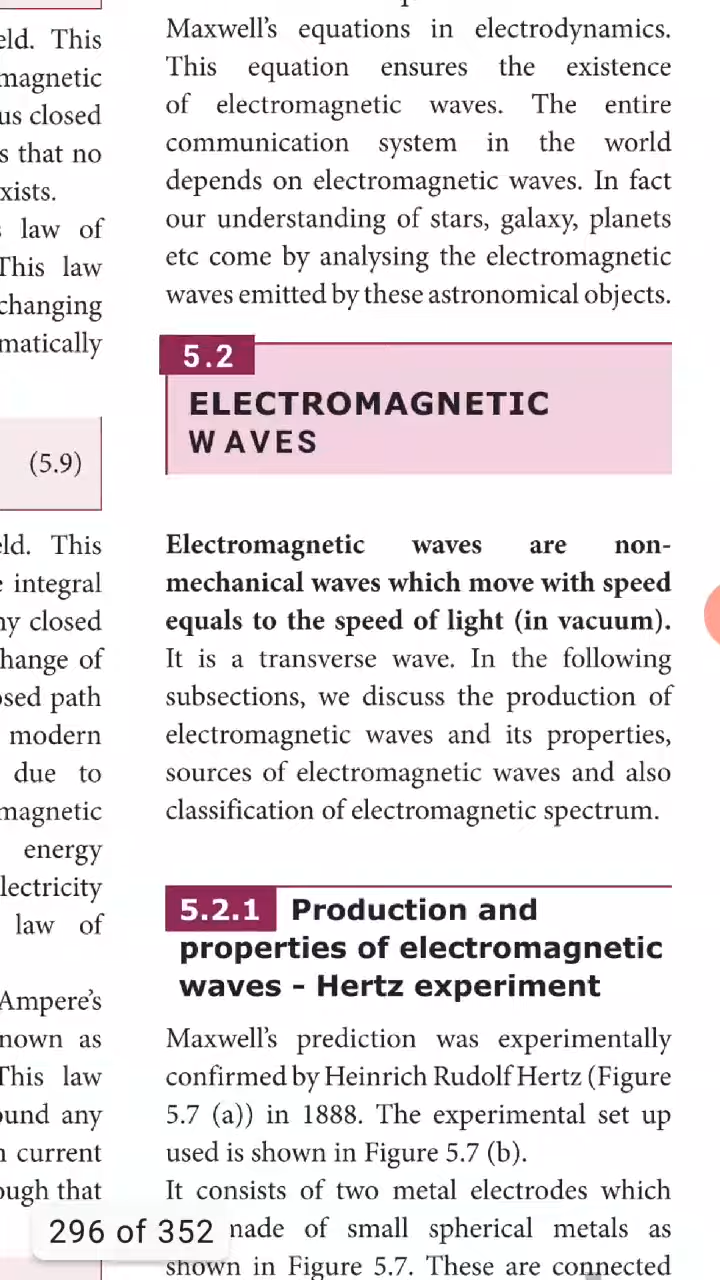 eld. This
magnetic
us closed
s that no
xists.
law of
This law
changing
matically
(5.9)
eld. This
integral
ny closed
hange of
osed path
modern
due to
magnetic
energy
lectricity
law of
Ampere's
nown as
This law
ound any
n current
ough that
Maxwell's equations in electrodynamics.
This equation ensures the existence
of electromagnetic waves. The entire
communication system in the world
depends on electromagnetic waves. In fact
our understanding of stars, galaxy, planets
etc come by analysing the electromagnetic
waves emitted by these astronomical objects.
5.2
ELECTROMAGNETIC
WAVES
Electromagnetic waves are non-
mechanical waves which move with speed
equals to the speed of light (in vacuum).
It is a transverse wave. In the following
subsections, we discuss the production of
electromagnetic waves and its properties,
sources of electromagnetic waves and also
classification of electromagnetic spectrum.
5.2.1 Production and
properties of electromagnetic
waves - Hertz experiment
Maxwell's prediction was experimentally
confirmed by Heinrich Rudolf Hertz (Figure
5.7 (a)) in 1888. The experimental set up
used is shown in Figure 5.7 (b).
It consists of two metal electrodes which
made of small spherical metals as
shown in Figure 5.7. These are connected
296 of 352